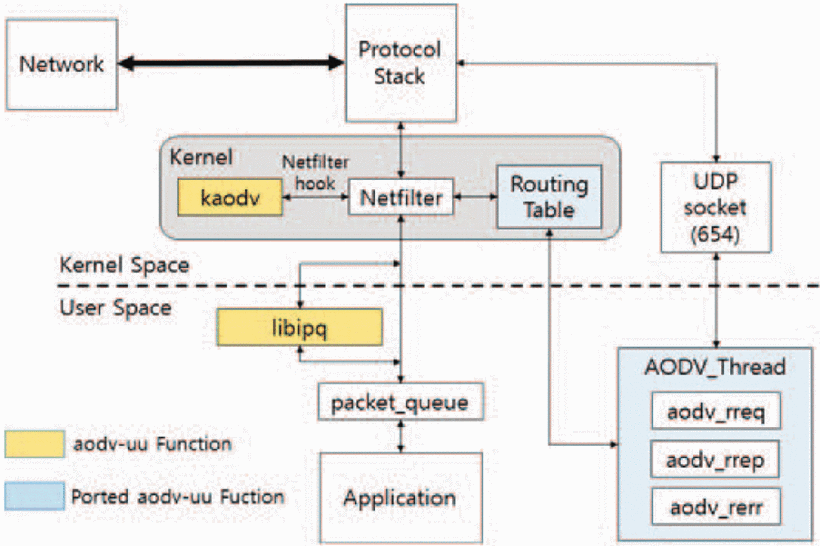 Network
Protocol
Stack
Kernel
Netfilter
hook
kaodv
Netfilter
Routing
Table
UDP
socket
(654)
Kernel Space
User Space
libipq
packet_queue
Application
AODV_Thread
aodv_rreq
aodv_rrep
aodv_rerr
aodv-uu Function
Ported aodv-uu Fuction